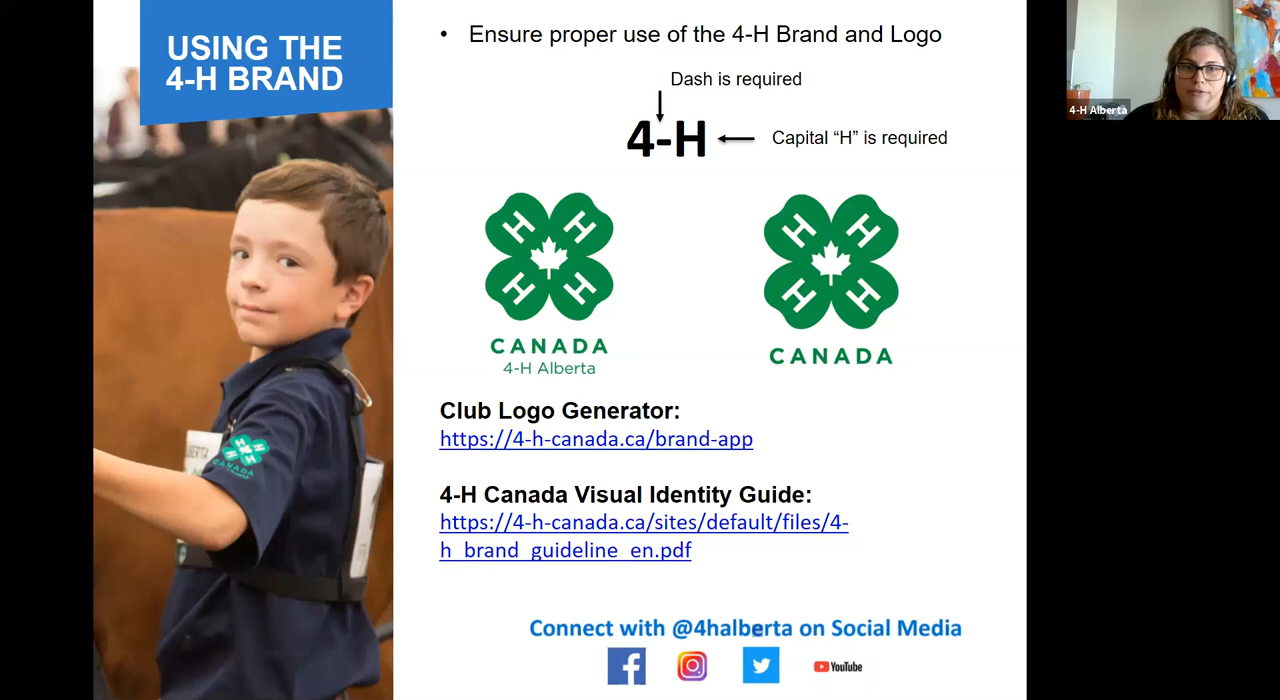 USING THE
4-H BRAND
• Ensure proper use of the 4-H Brand and Logo
Dash is required
4-H
Capital “H” is required
H H
H H
CANADA
4-H Alberta
H H
H H
CANADA
Club Logo Generator:
https://4-h-canada.ca/brand-app
4-H Canada Visual Identity Guide:
https://4-h-canada.ca/sites/default/files/4-
h_brand_guideline_en.pdf
Connect with @4halberta on Social Media
YouTube
4-H Alberta
H H
H H
CANADA